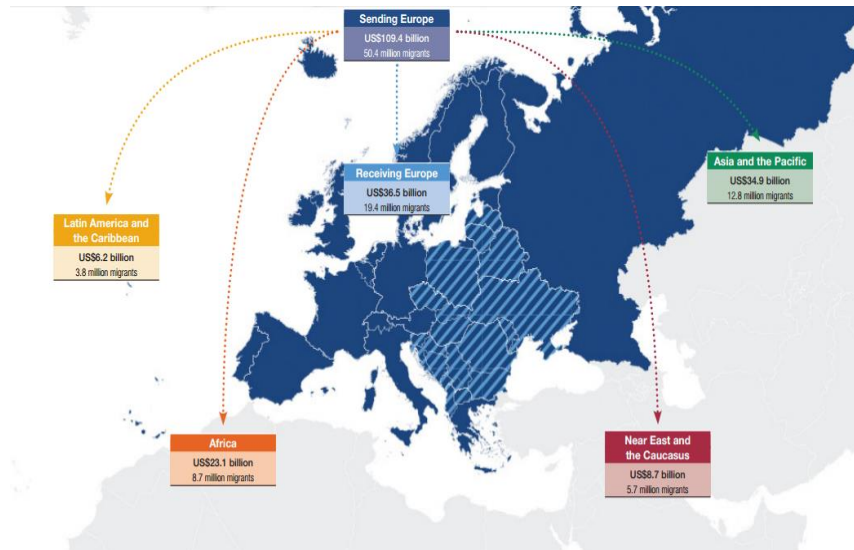 Sending Europe
US$109.4 billion
50.4 million migrants
Receiving Europe
US$36.5 billion
19.4 million migrants
Asia and the Pacific
US$34.9 billion
12.8 million migrants
Latin America and
the Caribbean
US$6.2 billion
3.8 million migrants
Africa
US$23.1 billion
8.7 million migrants
Near East and
the Caucasus
US$8.7 billion
5.7 million migrants